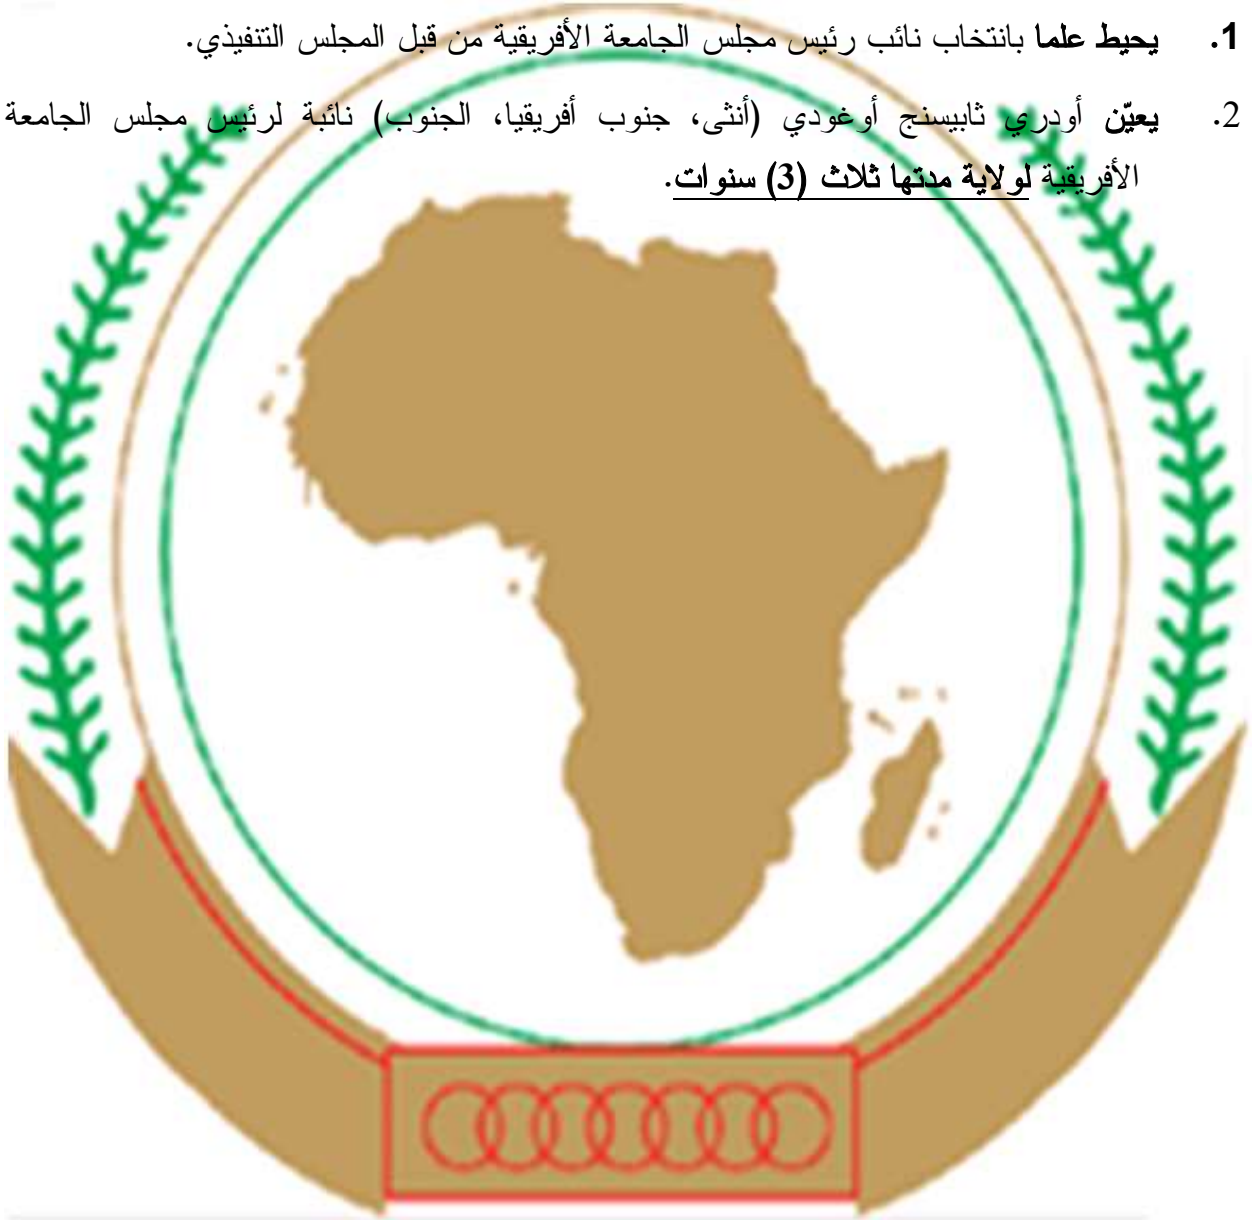 1. يحيط علما بانتخاب نائب رئيس مجلس الجامعة الأفريقية من قبل المجلس التنفيذي.
2. يعيّن أودري ثابيسنج أوغودي (أنثى، جنوب أفريقيا، الجنوب) نائبة لرئيس مجلس الجامعة
الأفريقية لولاية مدتها ثلاث (3) سنوات.